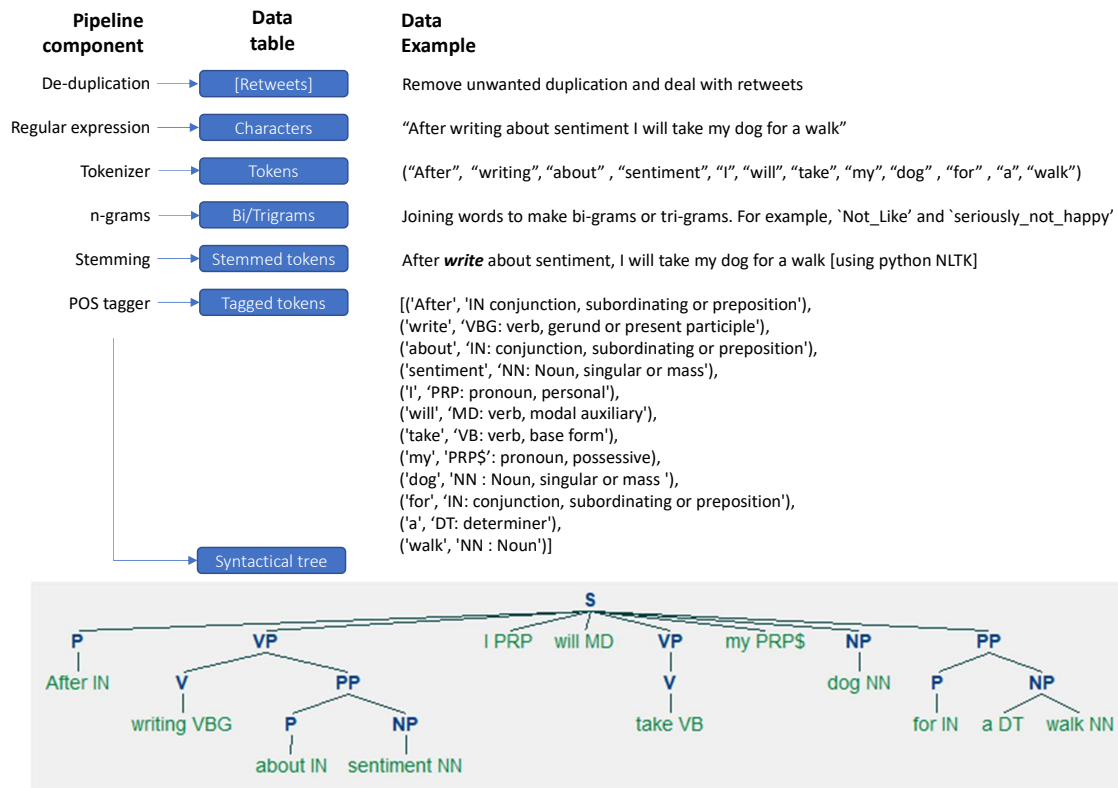 Pipeline component Data table Data Example
De-duplication [Retweets] Remove unwanted duplication and deal with retweets
Regular expression Characters “After writing about sentiment I will take my dog for a walk”
Tokenizer Tokens (“After”, “writing”, “about” , “sentiment”, “I”, “will”, “take”, “my”, “dog” , “for” , “a”, “walk”)
n-grams Bi/Trigrams Joining words to make bi-grams or tri-grams. For example, `Not_Like’ and `seriously_not_happy’
Stemming Stemmed tokens After write about sentiment, I will take my dog for a walk [using python NLTK]
POS tagger Tagged tokens [('After', 'IN conjunction, subordinating or preposition'),
('write', ‘VBG: verb, gerund or present participle'),
('about', ‘IN: conjunction, subordinating or preposition'),
('sentiment', ‘NN: Noun, singular or mass'),
('I', ‘PRP: pronoun, personal'),
('will', ‘MD: verb, modal auxiliary'),
('take', ‘VB: verb, base form'),
('my', 'PRP$’: pronoun, possessive),
('dog', 'NN : Noun, singular or mass '),
('for', ‘IN: conjunction, subordinating or preposition'),
('a', ‘DT: determiner'),
('walk', 'NN : Noun')]
Syntactical tree
S
P VP I PRP will MD VP my PRP$ NP PP
After IN V PP V dog NN P NP
writing VBG P NP take VB for IN a DT walk NN
about IN sentiment NN